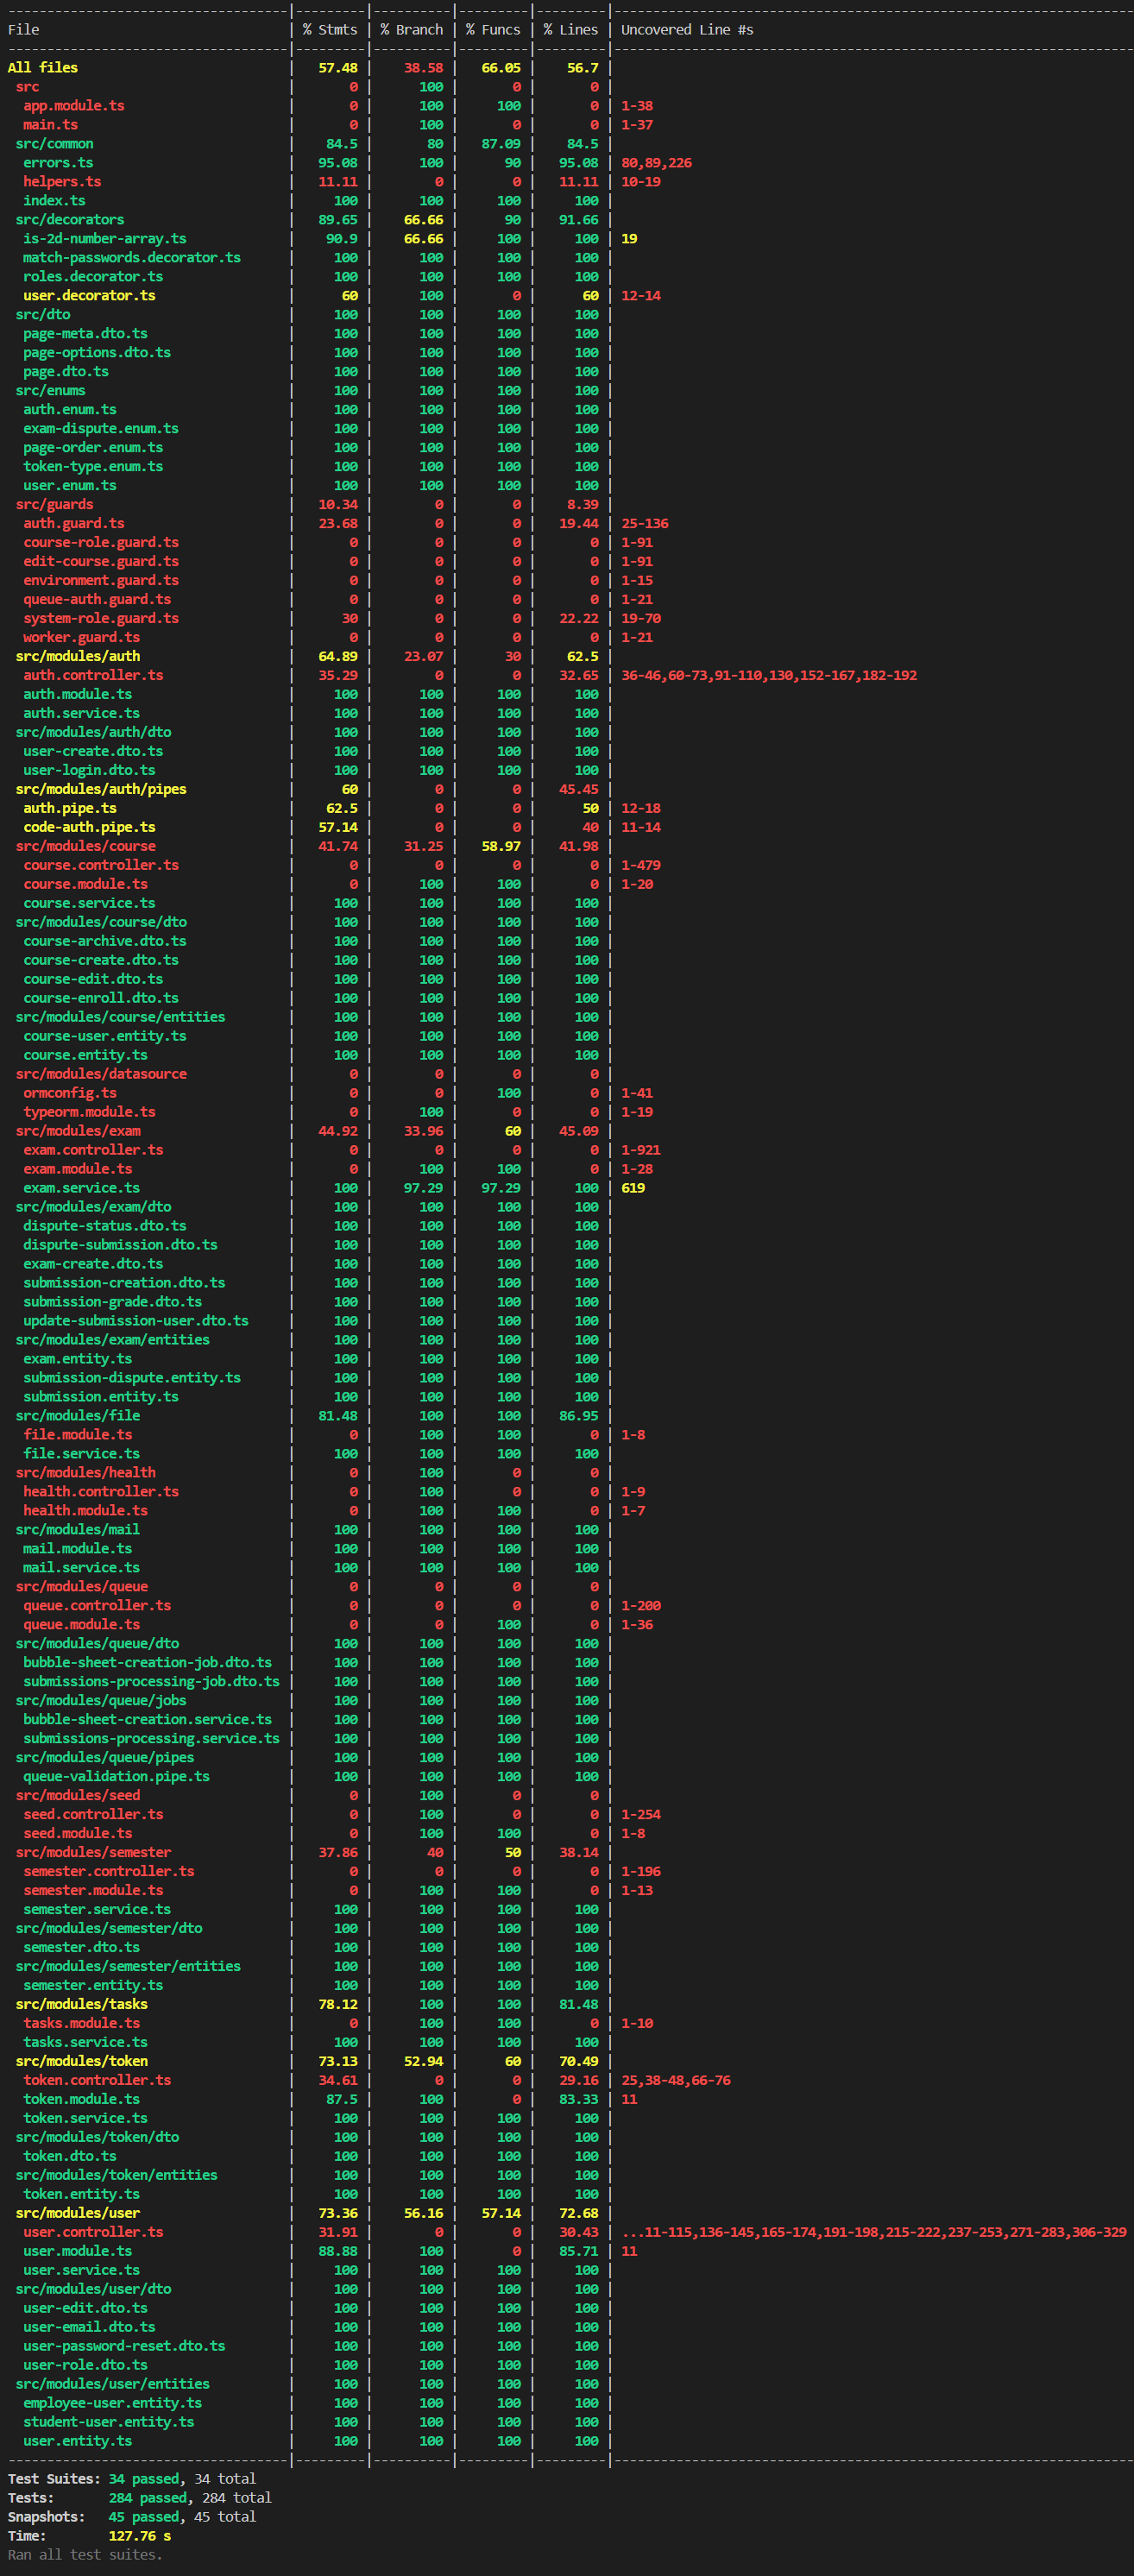 ------------------------------------|---------|----------|---------|---------|-------------------------------------------------------------------
File                                | % Stmts | % Branch | % Funcs | % Lines | Uncovered Line #s
------------------------------------|---------|----------|---------|---------|-------------------------------------------------------------------
All files                           |   57.48 |    38.58 |   66.05 |    56.7 |
 src                                |       0 |      100 |       0 |       0 |
  app.module.ts                     |       0 |      100 |     100 |       0 | 1-38
  main.ts                           |       0 |      100 |       0 |       0 | 1-37
 src/common                         |    84.5 |       80 |   87.09 |    84.5 |
  errors.ts                         |   95.08 |      100 |      90 |   95.08 | 80,89,226
  helpers.ts                        |   11.11 |        0 |       0 |   11.11 | 10-19
  index.ts                          |     100 |      100 |     100 |     100 |
 src/decorators                     |   89.65 |    66.66 |      90 |   91.66 |
  is-2d-number-array.ts             |    90.9 |    66.66 |     100 |     100 | 19
  match-passwords.decorator.ts      |     100 |      100 |     100 |     100 |
  roles.decorator.ts                |     100 |      100 |     100 |     100 |
  user.decorator.ts                 |      60 |      100 |       0 |      60 | 12-14
 src/dto                            |     100 |      100 |     100 |     100 |
  page-meta.dto.ts                  |     100 |      100 |     100 |     100 |
  page-options.dto.ts               |     100 |      100 |     100 |     100 |
  page.dto.ts                       |     100 |      100 |     100 |     100 |
 src/enums                          |     100 |      100 |     100 |     100 |
  auth.enum.ts                      |     100 |      100 |     100 |     100 |
  exam-dispute.enum.ts              |     100 |      100 |     100 |     100 |
  page-order.enum.ts                |     100 |      100 |     100 |     100 |
  token-type.enum.ts                |     100 |      100 |     100 |     100 |
  user.enum.ts                      |     100 |      100 |     100 |     100 |
 src/guards                         |   10.34 |        0 |       0 |    8.39 |
  auth.guard.ts                     |   23.68 |        0 |       0 |   19.44 | 25-136
  course-role.guard.ts              |       0 |        0 |       0 |       0 | 1-91
  edit-course.guard.ts              |       0 |        0 |       0 |       0 | 1-91
  environment.guard.ts              |       0 |        0 |       0 |       0 | 1-15
  queue-auth.guard.ts               |       0 |        0 |       0 |       0 | 1-21
  system-role.guard.ts              |      30 |        0 |       0 |   22.22 | 19-70
  worker.guard.ts                   |       0 |        0 |       0 |       0 | 1-21
 src/modules/auth                   |   64.89 |    23.07 |      30 |    62.5 |
  auth.controller.ts                |   35.29 |        0 |       0 |   32.65 | 36-46,60-73,91-110,130,152-167,182-192
  auth.module.ts                    |     100 |      100 |     100 |     100 |
  auth.service.ts                   |     100 |      100 |     100 |     100 |
 src/modules/auth/dto               |     100 |      100 |     100 |     100 |
  user-create.dto.ts                |     100 |      100 |     100 |     100 |
  user-login.dto.ts                 |     100 |      100 |     100 |     100 |
 src/modules/auth/pipes             |      60 |        0 |       0 |   45.45 |
  auth.pipe.ts                      |    62.5 |        0 |       0 |      50 | 12-18
  code-auth.pipe.ts                 |   57.14 |        0 |       0 |      40 | 11-14
 src/modules/course                 |   41.74 |    31.25 |   58.97 |   41.98 |
  course.controller.ts              |       0 |        0 |       0 |       0 | 1-479
  course.module.ts                  |       0 |      100 |     100 |       0 | 1-20
  course.service.ts                 |     100 |      100 |     100 |     100 |
 src/modules/course/dto             |     100 |      100 |     100 |     100 |
  course-archive.dto.ts             |     100 |      100 |     100 |     100 |
  course-create.dto.ts              |     100 |      100 |     100 |     100 |
  course-edit.dto.ts                |     100 |      100 |     100 |     100 |
  course-enroll.dto.ts              |     100 |      100 |     100 |     100 |
 src/modules/course/entities        |     100 |      100 |     100 |     100 |
  course-user.entity.ts             |     100 |      100 |     100 |     100 |
  course.entity.ts                  |     100 |      100 |     100 |     100 |
 src/modules/datasource             |       0 |        0 |       0 |       0 |
  ormconfig.ts                      |       0 |        0 |     100 |       0 | 1-41
  typeorm.module.ts                 |       0 |      100 |       0 |       0 | 1-19
 src/modules/exam                   |   44.92 |    33.96 |      60 |   45.09 |
  exam.controller.ts                |       0 |        0 |       0 |       0 | 1-921
  exam.module.ts                    |       0 |      100 |     100 |       0 | 1-28
  exam.service.ts                   |     100 |    97.29 |   97.29 |     100 | 619
 src/modules/exam/dto               |     100 |      100 |     100 |     100 |
  dispute-status.dto.ts             |     100 |      100 |     100 |     100 |
  dispute-submission.dto.ts         |     100 |      100 |     100 |     100 |
  exam-create.dto.ts                |     100 |      100 |     100 |     100 |
  submission-creation.dto.ts        |     100 |      100 |     100 |     100 |
  submission-grade.dto.ts           |     100 |      100 |     100 |     100 |
  update-submission-user.dto.ts     |     100 |      100 |     100 |     100 |
 src/modules/exam/entities          |     100 |      100 |     100 |     100 |
  exam.entity.ts                    |     100 |      100 |     100 |     100 |
  submission-dispute.entity.ts      |     100 |      100 |     100 |     100 |
  submission.entity.ts              |     100 |      100 |     100 |     100 |
 src/modules/file                   |   81.48 |      100 |     100 |   86.95 |
  file.module.ts                    |       0 |      100 |     100 |       0 | 1-8
  file.service.ts                   |     100 |      100 |     100 |     100 |
 src/modules/health                 |       0 |      100 |       0 |       0 |
  health.controller.ts              |       0 |      100 |       0 |       0 | 1-9
  health.module.ts                  |       0 |      100 |     100 |       0 | 1-7
 src/modules/mail                   |     100 |      100 |     100 |     100 |
  mail.module.ts                    |     100 |      100 |     100 |     100 |
  mail.service.ts                   |     100 |      100 |     100 |     100 |
 src/modules/queue                  |       0 |        0 |       0 |       0 |
  queue.controller.ts               |       0 |        0 |       0 |       0 | 1-200
  queue.module.ts                   |       0 |        0 |     100 |       0 | 1-36
 src/modules/queue/dto              |     100 |      100 |     100 |     100 |
  bubble-sheet-creation-job.dto.ts  |     100 |      100 |     100 |     100 |
  submissions-processing-job.dto.ts |     100 |      100 |     100 |     100 |
 src/modules/queue/jobs             |     100 |      100 |     100 |     100 |
  bubble-sheet-creation.service.ts  |     100 |      100 |     100 |     100 |
  submissions-processing.service.ts |     100 |      100 |     100 |     100 |
 src/modules/queue/pipes            |     100 |      100 |     100 |     100 |
  queue-validation.pipe.ts          |     100 |      100 |     100 |     100 |
 src/modules/seed                   |       0 |      100 |       0 |       0 |
  seed.controller.ts                |       0 |      100 |       0 |       0 | 1-254
  seed.module.ts                    |       0 |      100 |     100 |       0 | 1-8
 src/modules/semester               |   37.86 |       40 |      50 |   38.14 |
  semester.controller.ts            |       0 |        0 |       0 |       0 | 1-196
  semester.module.ts                |       0 |      100 |     100 |       0 | 1-13
  semester.service.ts               |     100 |      100 |     100 |     100 |
 src/modules/semester/dto           |     100 |      100 |     100 |     100 |
  semester.dto.ts                   |     100 |      100 |     100 |     100 |
 src/modules/semester/entities      |     100 |      100 |     100 |     100 |
  semester.entity.ts                |     100 |      100 |     100 |     100 |
 src/modules/tasks                  |   78.12 |      100 |     100 |   81.48 |
  tasks.module.ts                   |       0 |      100 |     100 |       0 | 1-10
  tasks.service.ts                  |     100 |      100 |     100 |     100 |
 src/modules/token                  |   73.13 |    52.94 |      60 |   70.49 |
  token.controller.ts               |   34.61 |        0 |       0 |   29.16 | 25,38-48,66-76
  token.module.ts                   |    87.5 |      100 |       0 |   83.33 | 11
  token.service.ts                  |     100 |      100 |     100 |     100 |
 src/modules/token/dto              |     100 |      100 |     100 |     100 |
  token.dto.ts                      |     100 |      100 |     100 |     100 |
 src/modules/token/entities         |     100 |      100 |     100 |     100 |
  token.entity.ts                   |     100 |      100 |     100 |     100 |
 src/modules/user                   |   73.36 |    56.16 |   57.14 |   72.68 |
  user.controller.ts                |   31.91 |        0 |       0 |   30.43 | ...11-115,136-145,165-174,191-198,215-222,237-253,271-283,306-329
  user.module.ts                    |   88.88 |      100 |       0 |   85.71 | 11
  user.service.ts                   |     100 |      100 |     100 |     100 |
 src/modules/user/dto               |     100 |      100 |     100 |     100 |
  user-edit.dto.ts                  |     100 |      100 |     100 |     100 |
  user-email.dto.ts                 |     100 |      100 |     100 |     100 |
  user-password-reset.dto.ts        |     100 |      100 |     100 |     100 |
  user-role.dto.ts                  |     100 |      100 |     100 |     100 |
 src/modules/user/entities          |     100 |      100 |     100 |     100 |
  employee-user.entity.ts           |     100 |      100 |     100 |     100 |
  student-user.entity.ts            |     100 |      100 |     100 |     100 |
  user.entity.ts                    |     100 |      100 |     100 |     100 |
------------------------------------|---------|----------|---------|---------|-------------------------------------------------------------------
Test Suites: 34 passed, 34 total
Tests:       284 passed, 284 total
Snapshots:   45 passed, 45 total
Time:        127.76 s
Ran all test suites.